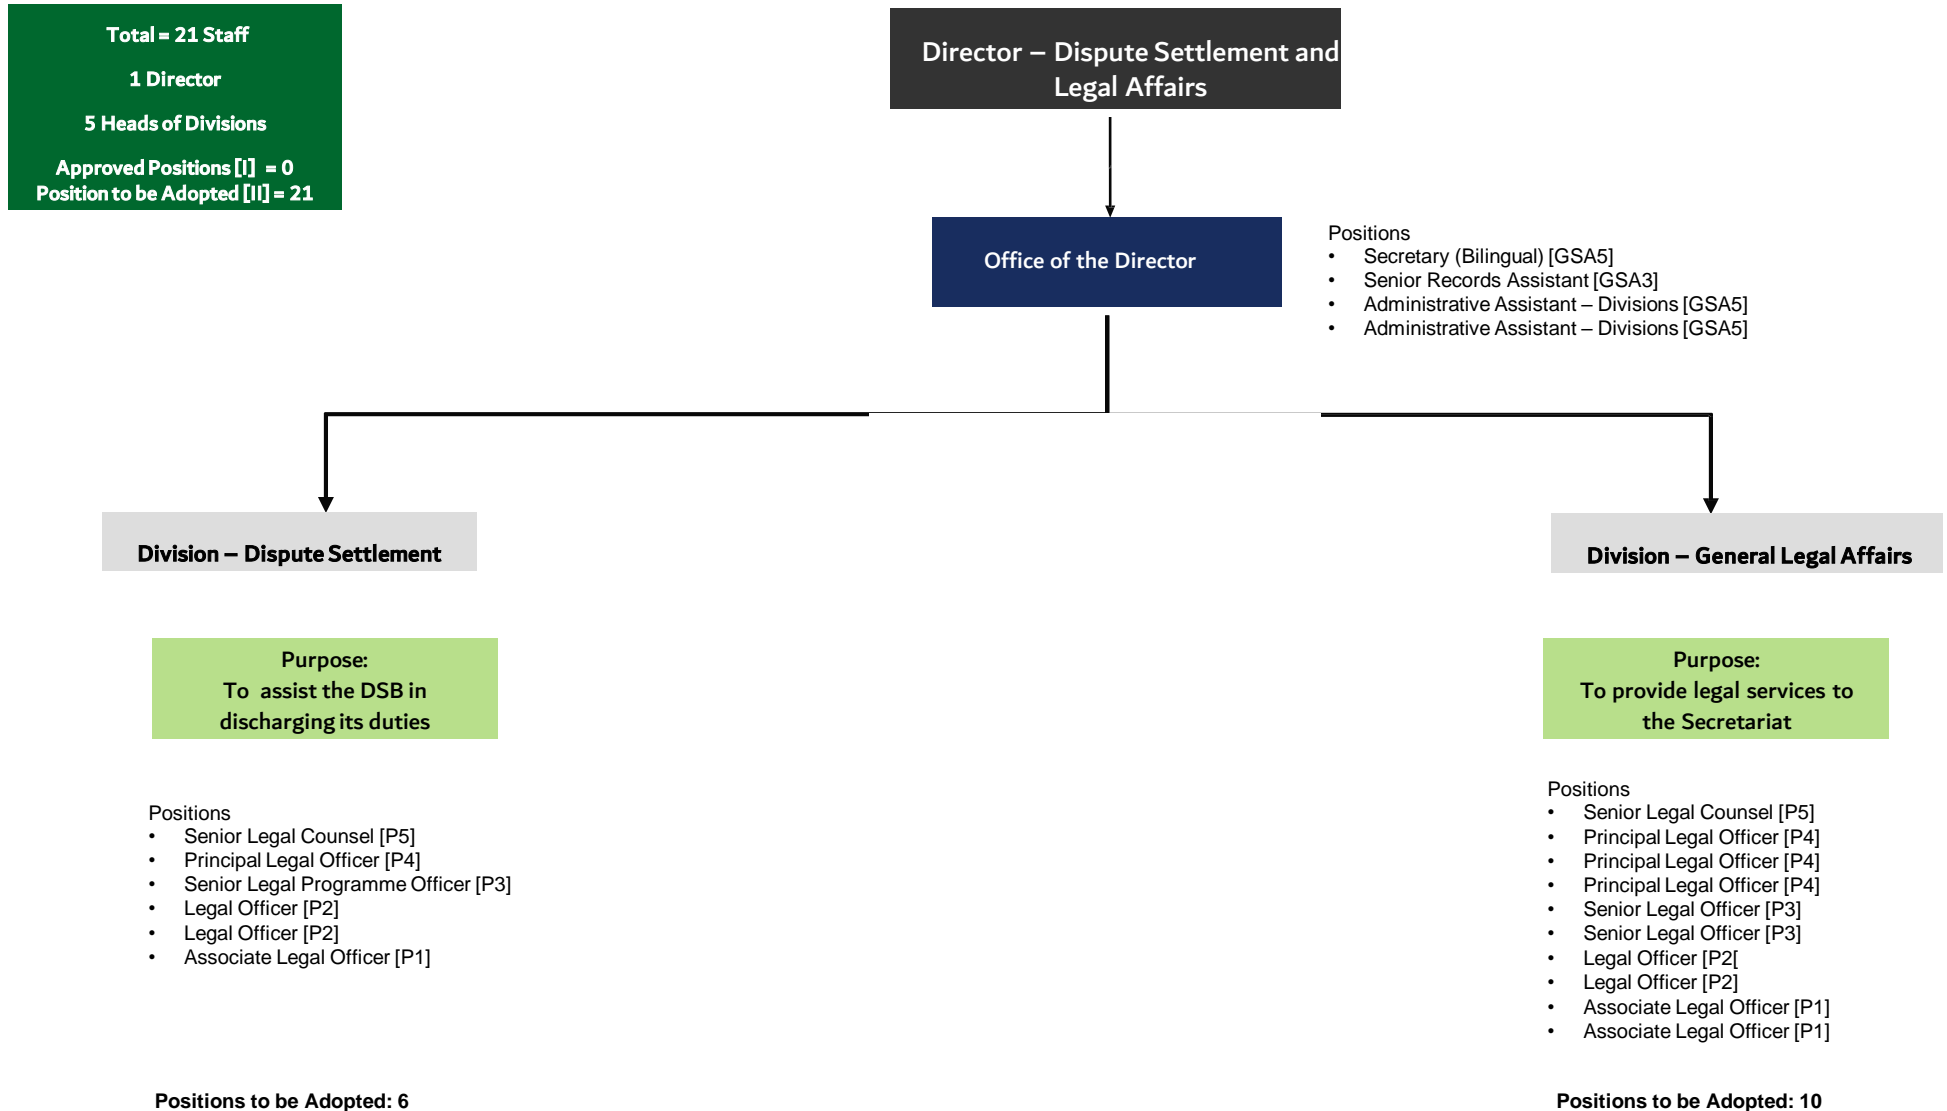 Total = 21 Staff
1 Director
5 Heads of Divisions
Approved Positions [I] = 0
Position to be Adopted [II] = 21
Director – Dispute Settlement and
Legal Affairs
Office of the Director
Positions
• Secretary (Bilingual) [GSA5]
• Senior Records Assistant [GSA3]
• Administrative Assistant – Divisions [GSA5]
• Administrative Assistant – Divisions [GSA5]
Division – Dispute Settlement
Purpose:
To assist the DSB in
discharging its duties
Positions
• Senior Legal Counsel [P5]
• Principal Legal Officer [P4]
• Senior Legal Programme Officer [P3]
• Legal Officer [P2]
• Legal Officer [P2]
• Associate Legal Officer [P1]
Positions to be Adopted: 6
Division – General Legal Affairs
Purpose:
To provide legal services to
the Secretariat
Positions
• Senior Legal Counsel [P5]
• Principal Legal Officer [P4]
• Principal Legal Officer [P4]
• Principal Legal Officer [P4]
• Senior Legal Officer [P3]
• Senior Legal Officer [P3]
• Legal Officer [P2[
• Legal Officer [P2]
• Associate Legal Officer [P1]
• Associate Legal Officer [P1]
Positions to be Adopted: 10